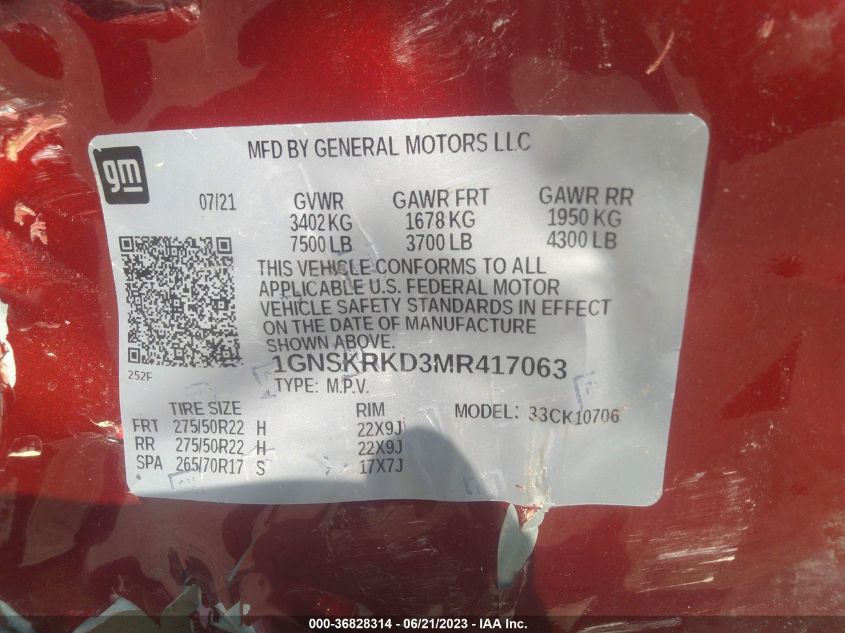 MFD BY GENERAL MOTORS LLC
gm
07/21 GVWR GAWR FRT GAWR RR
3402 KG 1678 KG 1950 KG
7500 LB 3700 LB 4300 LB
THIS VEHICLE CONFORMS TO ALL
APPLICABLE U.S. FEDERAL MOTOR
VEHICLE SAFETY STANDARDS IN EFFECT
ON THE DATE OF MANUFACTURE
SHOWN ABOVE.
252F
1GNSKRKD3MR417063
TYPE: M.P.V.
TIRE SIZE RIM MODEL: 33CK10706
FRT 275/50R22 H 22X9J
RR 275/50R22 H 22X9J
SPA 265/70R17 S 17X7J
000-36828314 - 06/21/2023 - IAA Inc.